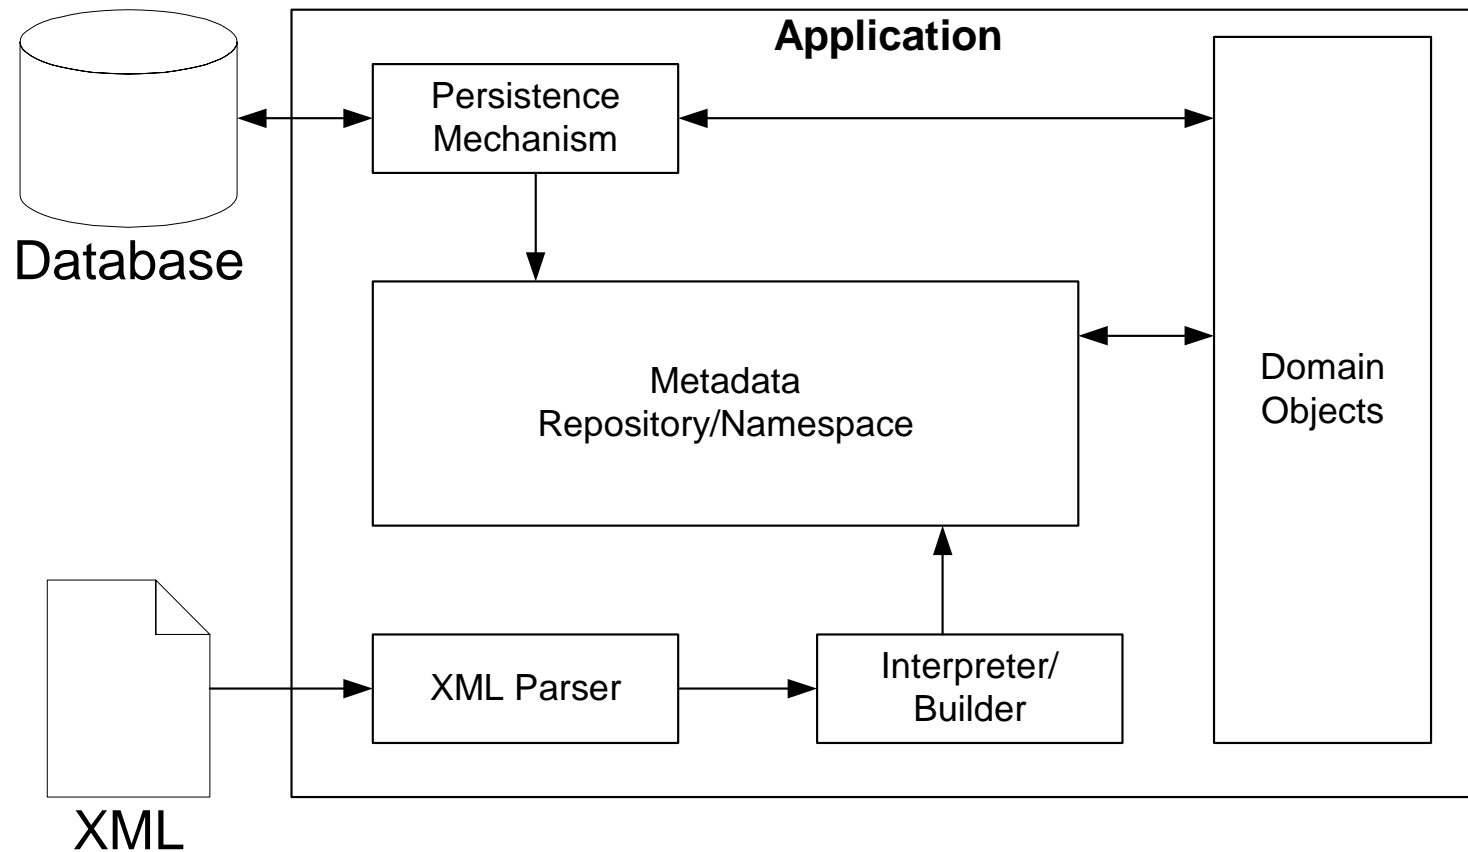 Application
Persistence
Mechanism
Database
Metadata
Repository/Namespace
Domain
Objects
XML Parser
Interpreter/
Builder
XML